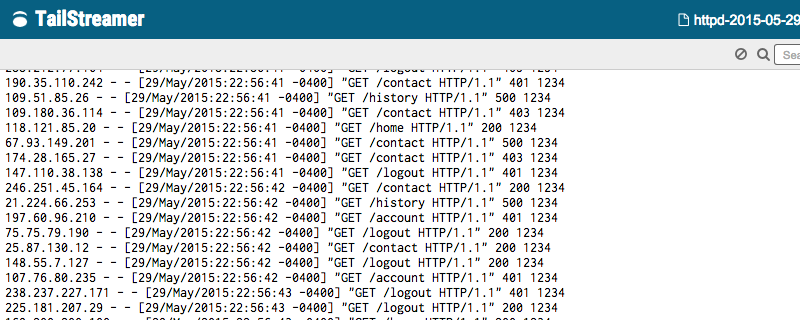 TailStreamer
httpd-2015-05-29
Sea
190.35.110.242 - - [29/May/2015:22:56:41 -0400] "GET /contact HTTP/1.1" 401 1234
109.51.85.26 - - [29/May/2015:22:56:41 -0400] "GET /history HTTP/1.1" 500 1234
109.180.36.114 - - [29/May/2015:22:56:41 -0400] "GET /contact HTTP/1.1" 403 1234
118.121.85.20 - - [29/May/2015:22:56:41 -0400] "GET /home HTTP/1.1" 200 1234
67.93.149.201 - - [29/May/2015:22:56:41 -0400] "GET /contact HTTP/1.1" 500 1234
174.28.165.27 - - [29/May/2015:22:56:41 -0400] "GET /contact HTTP/1.1" 403 1234
147.110.38.138 - - [29/May/2015:22:56:41 -0400] "GET /logout HTTP/1.1" 401 1234
246.251.45.164 - - [29/May/2015:22:56:42 -0400] "GET /contact HTTP/1.1" 200 1234
21.224.66.253 - - [29/May/2015:22:56:42 -0400] "GET /history HTTP/1.1" 500 1234
197.60.96.210 - - [29/May/2015:22:56:42 -0400] "GET /account HTTP/1.1" 401 1234
75.75.79.190 - - [29/May/2015:22:56:42 -0400] "GET /logout HTTP/1.1" 200 1234
25.87.130.12 - - [29/May/2015:22:56:42 -0400] "GET /contact HTTP/1.1" 200 1234
148.55.7.127 - - [29/May/2015:22:56:42 -0400] "GET /logout HTTP/1.1" 200 1234
107.76.80.235 - - [29/May/2015:22:56:42 -0400] "GET /account HTTP/1.1" 401 1234
238.237.227.171 - - [29/May/2015:22:56:43 -0400] "GET /logout HTTP/1.1" 401 1234
225.181.207.29 - - [29/May/2015:22:56:43 -0400] "GET /logout HTTP/1.1" 200 1234